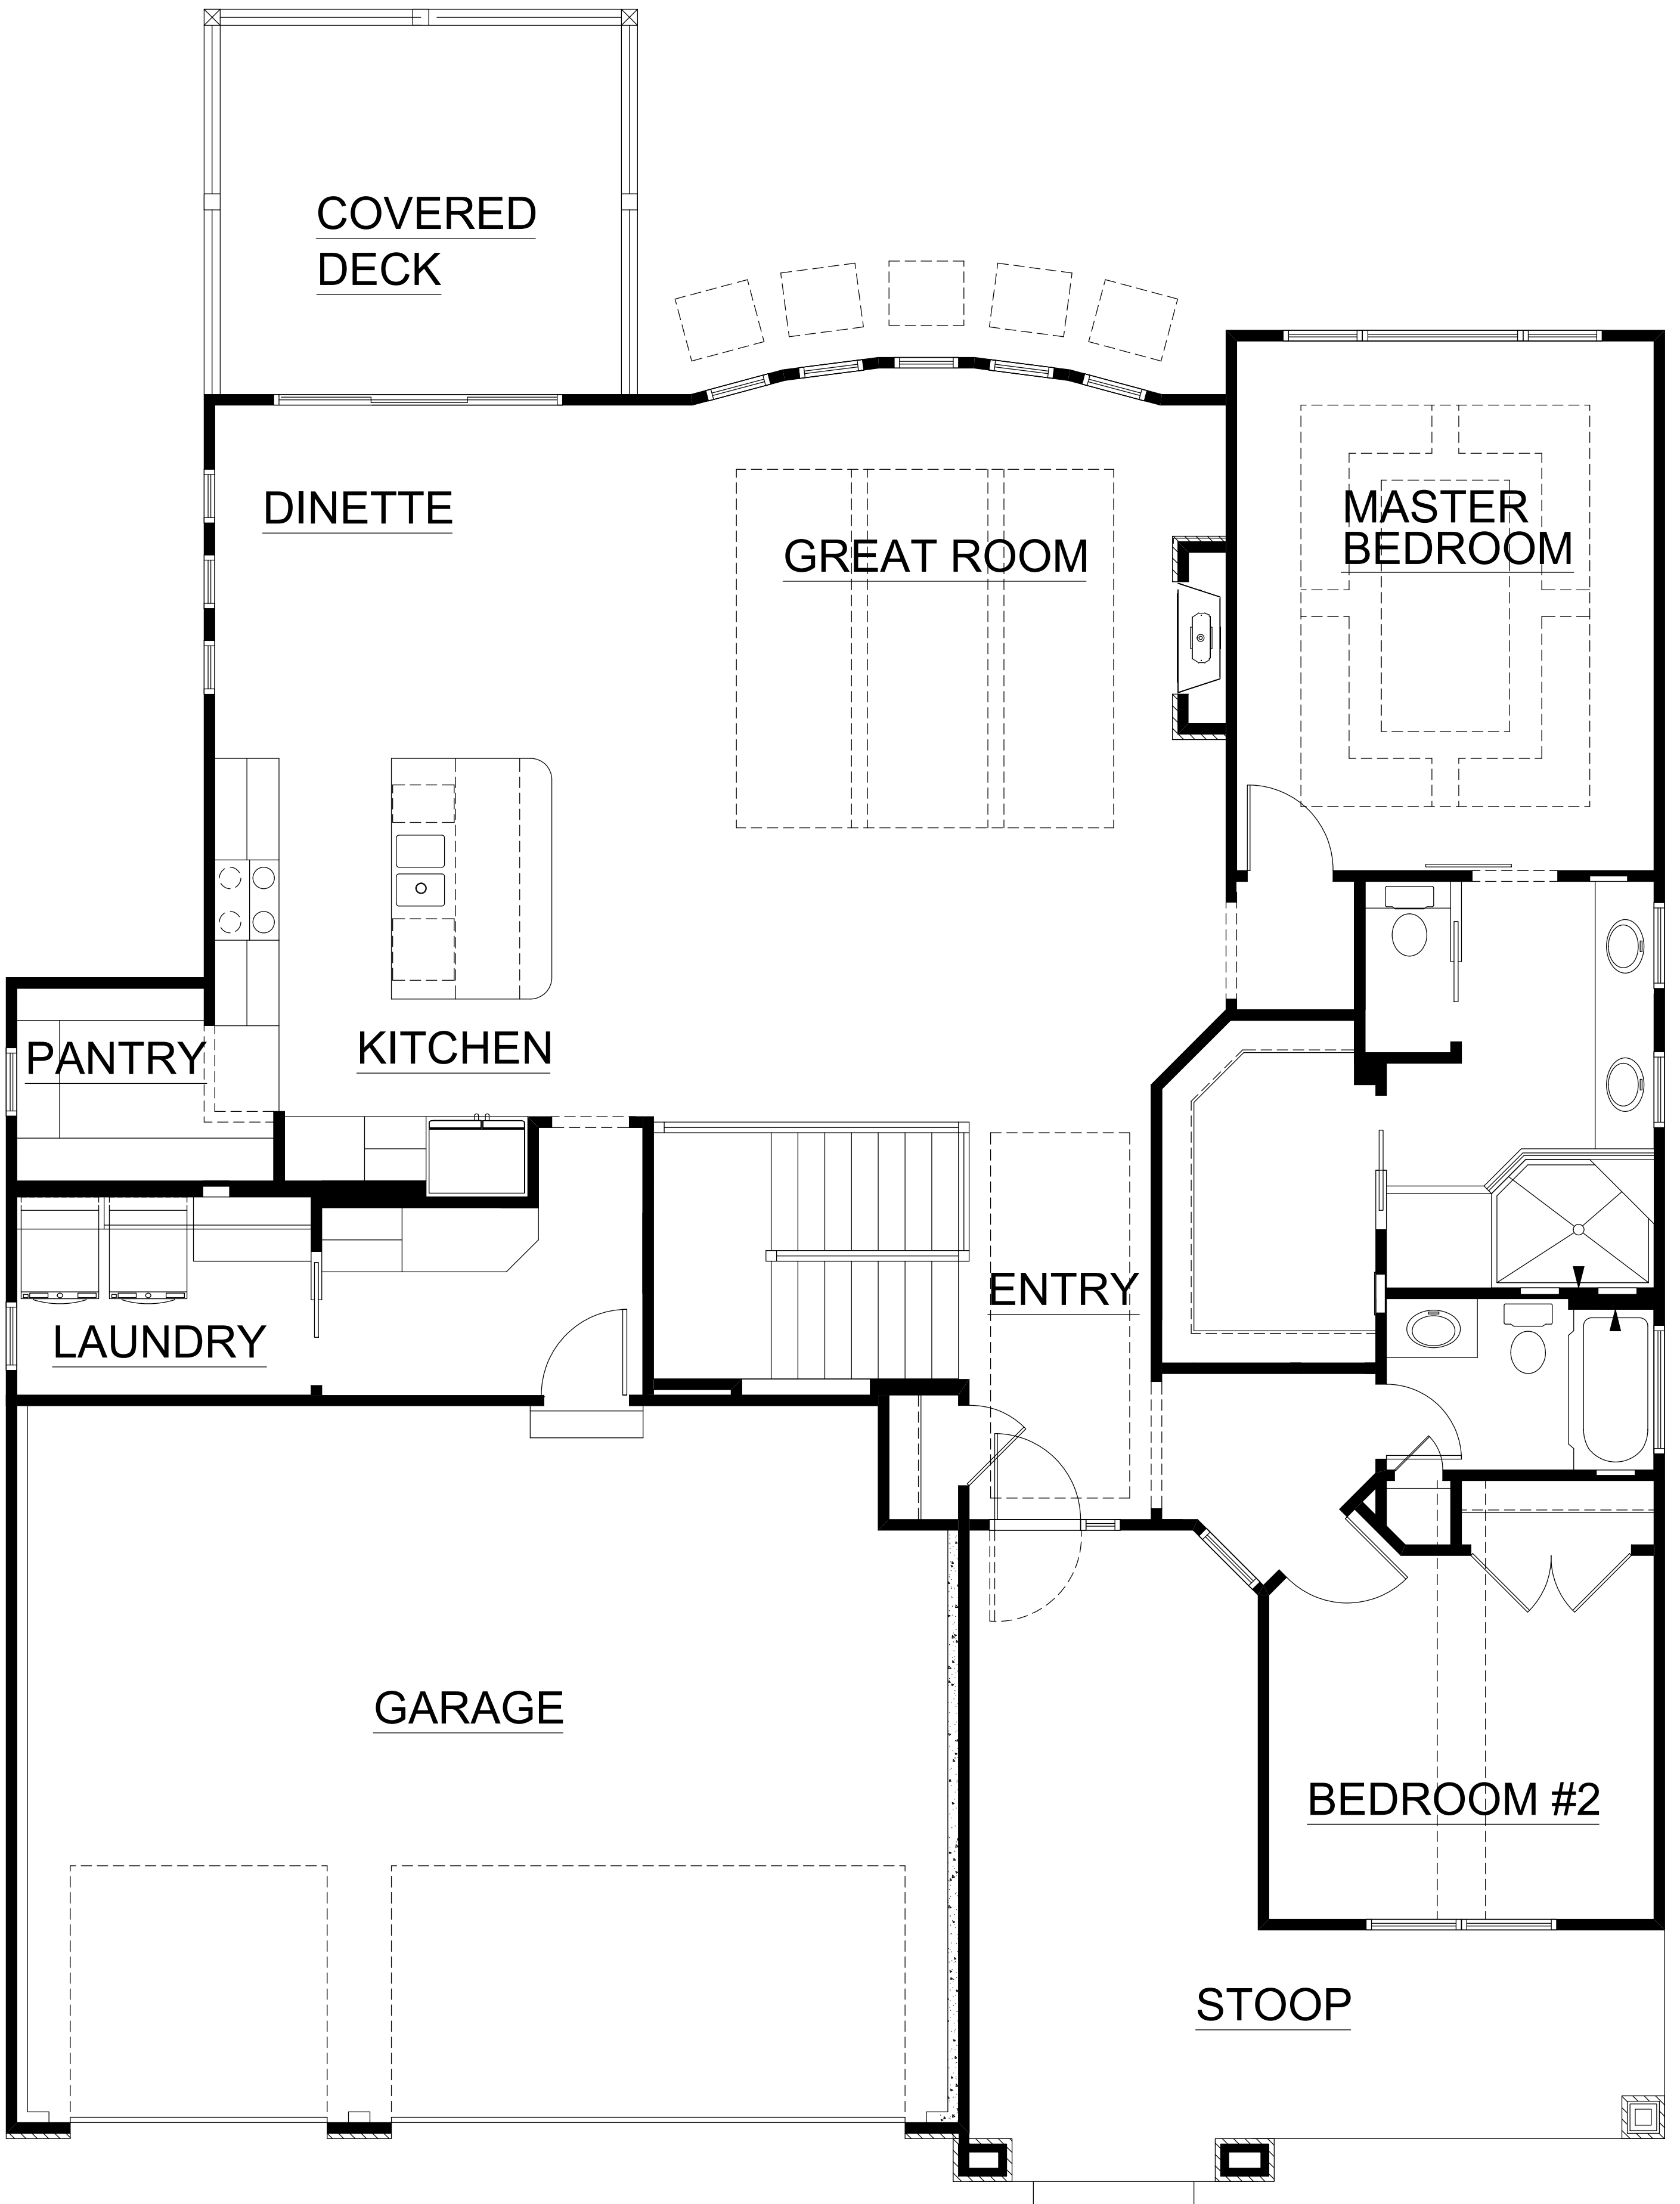 COVERED
DECK
DINETTE
GREAT ROOM
MASTER
BEDROOM
PANTRY
KITCHEN
ENTRY
LAUNDRY
GARAGE
BEDROOM #2
STOOP